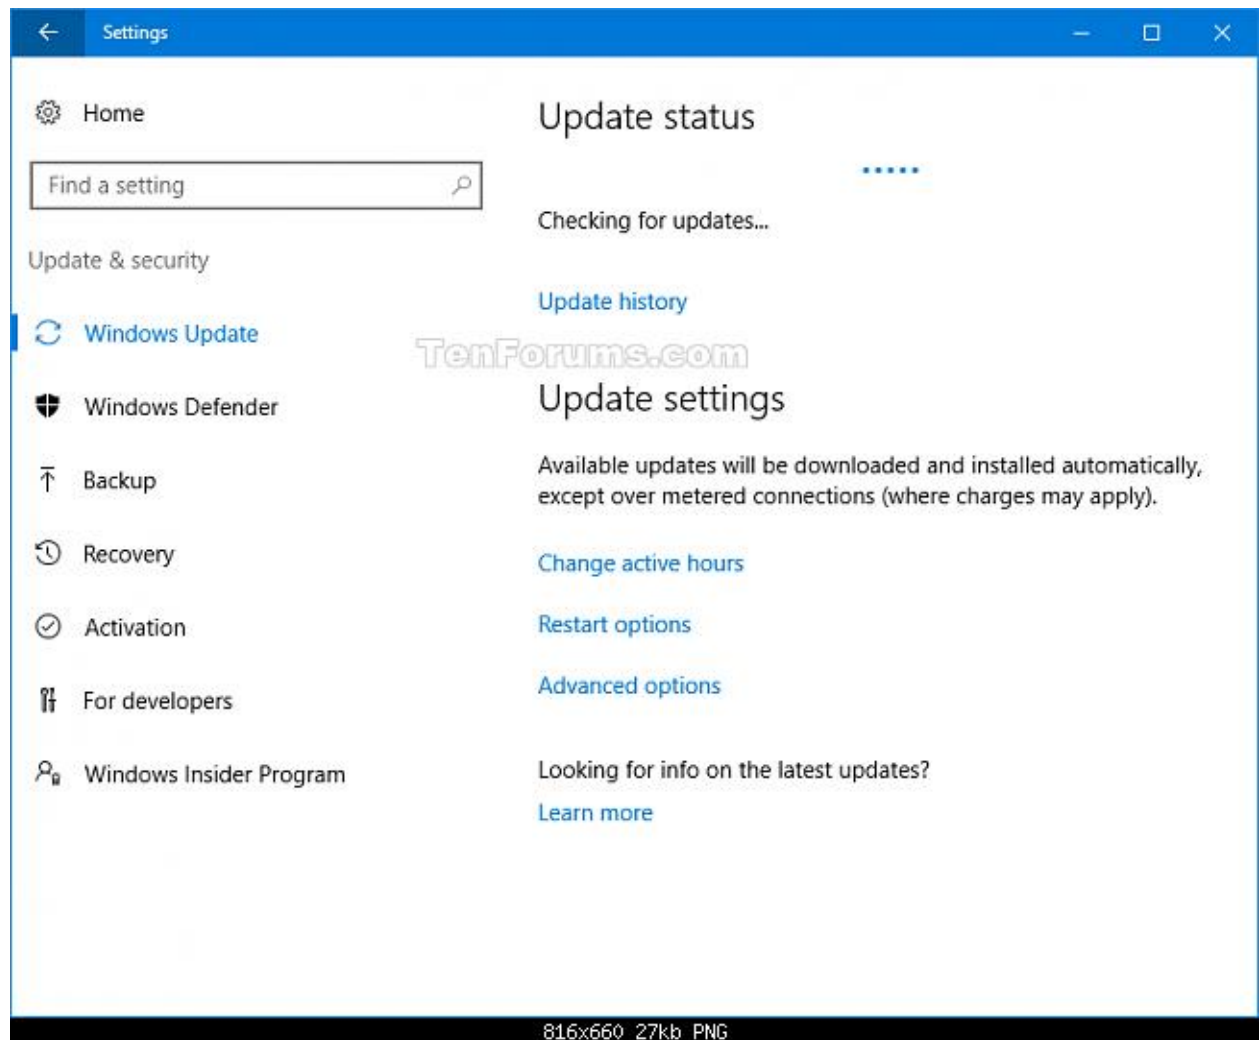 Settings
Home
Find a setting
Update & security
Windows Update
Windows Defender
Backup
Recovery
Activation
For developers
Windows Insider Program
Update status
Checking for updates...
Update history
TenForums.com
Update settings
Available updates will be downloaded and installed automatically,
except over metered connections (where charges may apply).
Change active hours
Restart options
Advanced options
Looking for info on the latest updates?
Learn more
816x660 27kb PNG